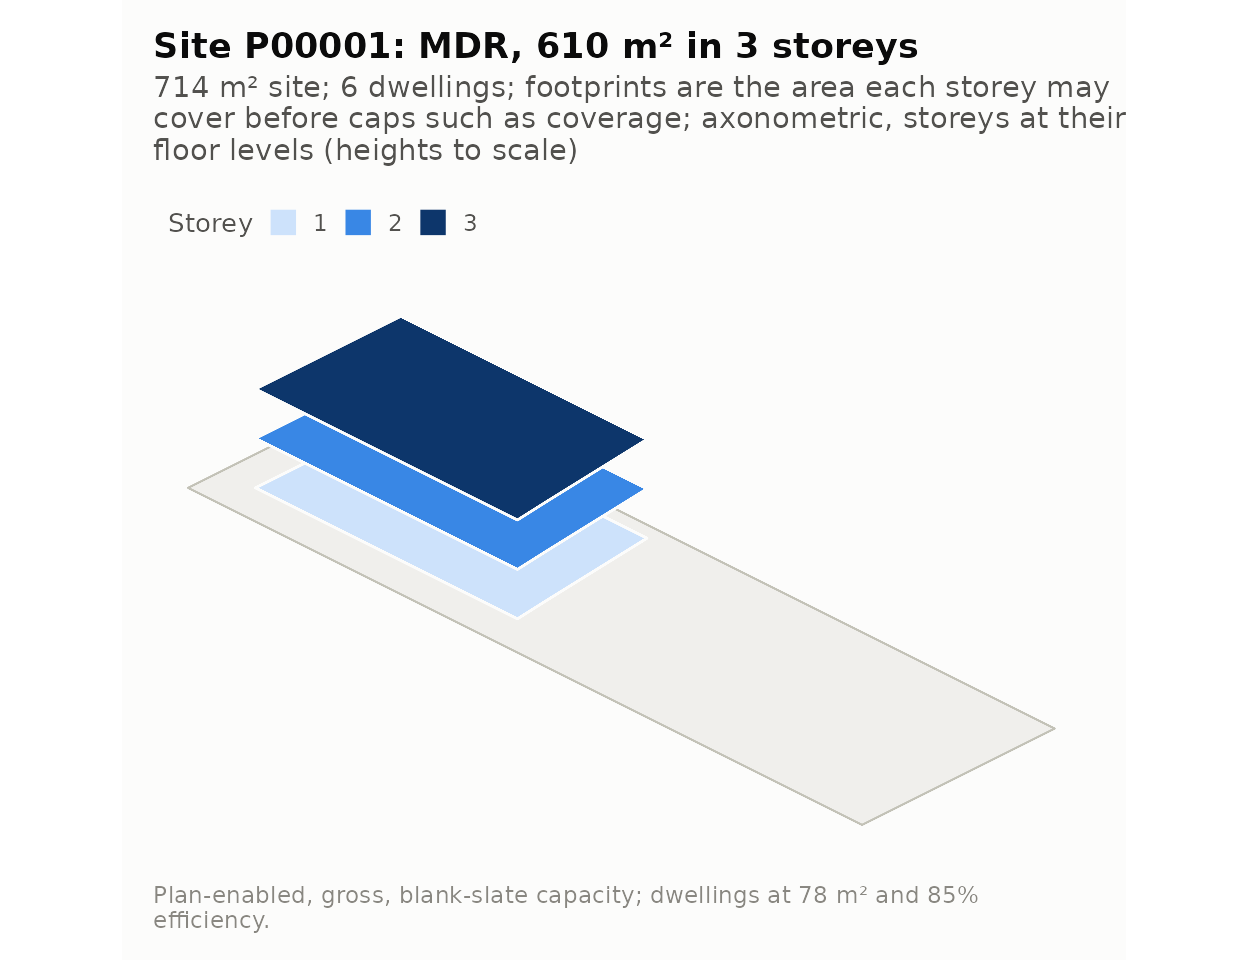 Site P00001: MDR, 610 m² in 3 storeys
714 m² site; 6 dwellings; footprints are the area each storey may
cover before caps such as coverage; axonometric, storeys at their
floor levels (heights to scale)
Storey 1 2 3
Plan-enabled, gross, blank-slate capacity; dwellings at 78 m² and 85%
efficiency.